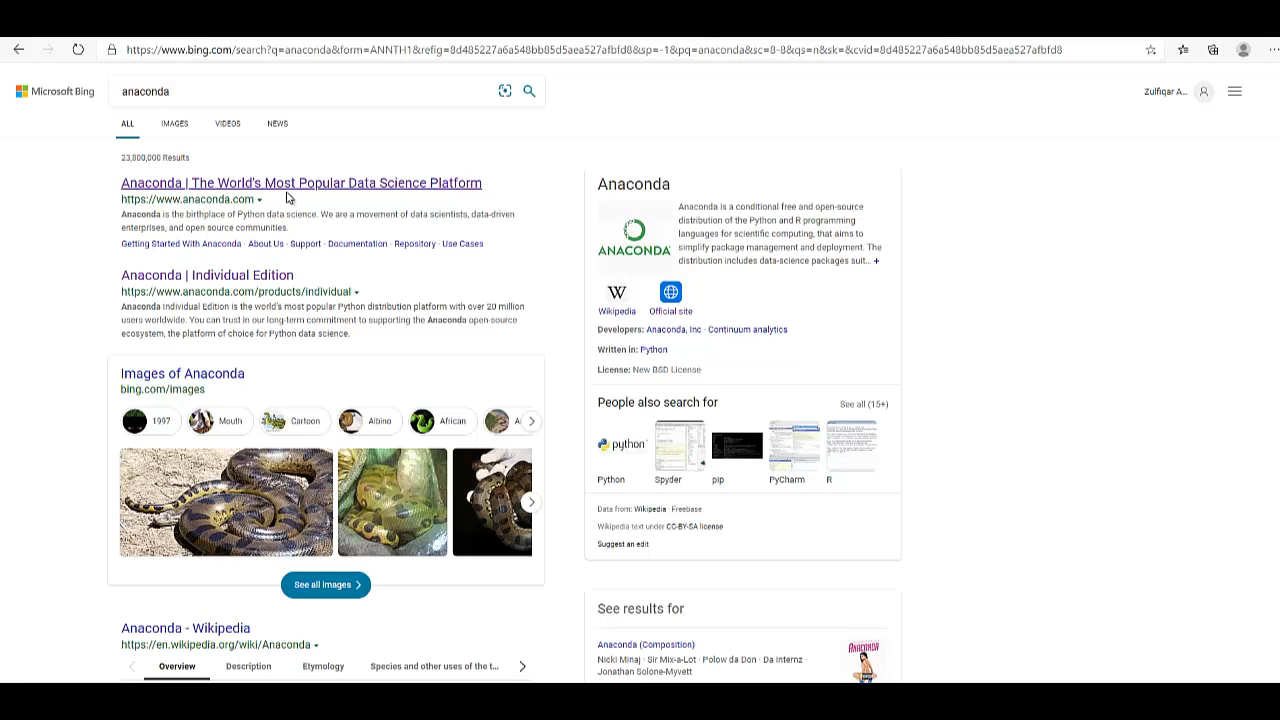 https://www.bing.com/search?q=anaconda&form=ANNTH1&refig=8d485227a6a548bb85d5aea527afbfd8&sp=-1&pq=anaconda&sc=8-8&qs=n&sk=&cvid=8d485227a6a548bb85d5aea527afbfd8
Microsoft Bing
anaconda
Zulfiqar A...
ALL IMAGES VIDEOS NEWS
23,800,000 Results
Anaconda | The World's Most Popular Data Science Platform
https://www.anaconda.com
Anaconda is the birthplace of Python data science. We are a movement of data scientists, data-driven
enterprises, and open source communities.
Getting Started With Anaconda · About Us · Support · Documentation · Repository · Use Cases
Anaconda | Individual Edition
https://www.anaconda.com/products/individual
Anaconda Individual Edition is the world's most popular Python distribution platform with over 20 million
users worldwide. You can trust in our long-term commitment to supporting the Anaconda open-source
ecosystem, the platform of choice for Python data science.
Images of Anaconda
bing.com/images
1997 Mouth Cartoon Albino African
See all images
Anaconda - Wikipedia
https://en.wikipedia.org/wiki/Anaconda
Overview Description Etymology Species and other uses of the t...
Anaconda
ANACONDA
Anaconda is a conditional free and open-source
distribution of the Python and R programming
languages for scientific computing, that aims to
simplify package management and deployment. The
distribution includes data-science packages suit... +
W
Wikipedia Official site
Developers: Anaconda, Inc · Continuum analytics
Written in: Python
License: New BSD License
People also search for
See all (15+)
python
Python Spyder pip PyCharm R
Data from: Wikipedia · Freebase
Wikipedia text under CC-BY-SA license
Suggest an edit
See results for
Anaconda (Composition)
Nicki Minaj · Sir Mix-a-Lot · Polow da Don · Da Internz ·
Jonathan Solone-Myvett
ANACONDA